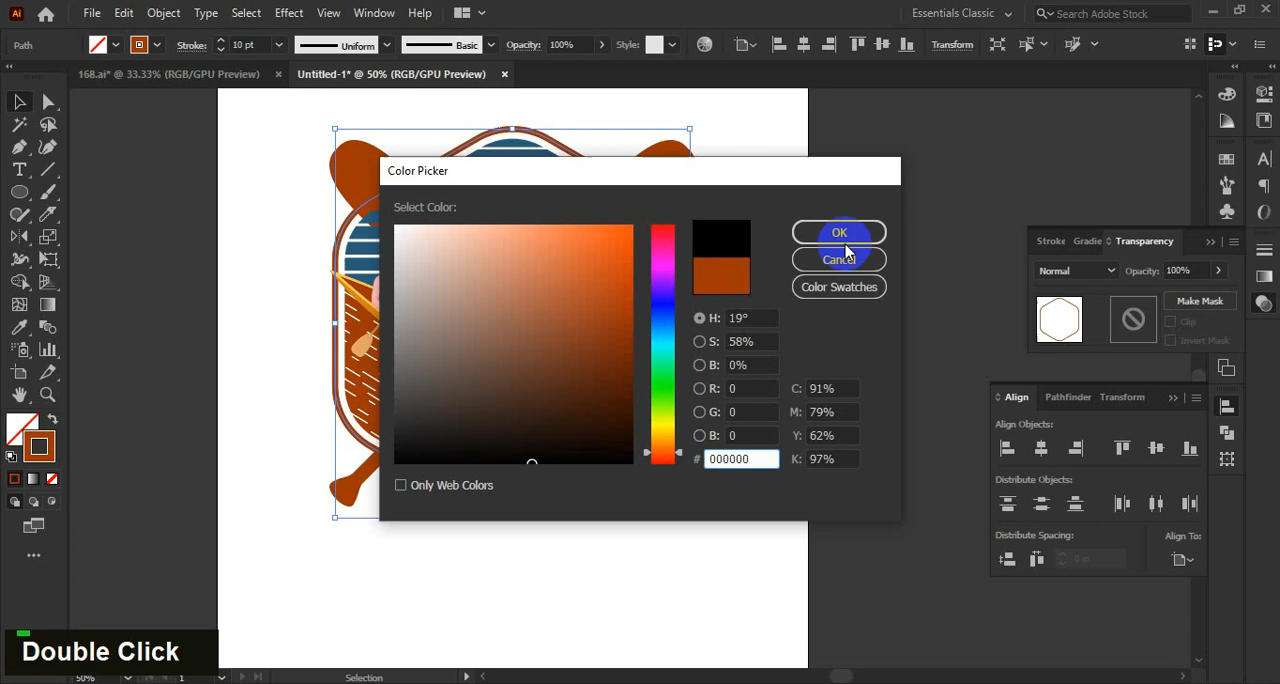 Ai File Edit Object Type Select Effect View Window Help Essentials Classic Search Adobe Stock
Path Stroke: 10 pt Uniform Basic Opacity: 100% Style: Transform
168.ai* @ 33.33% (RGB/GPU Preview) × Untitled-1* @ 50% (RGB/GPU Preview) ×
Color Picker
Select Color:
OK
Cancel
Color Swatches
H: 19°
S: 58%
B: 0%
R: 0 C: 91%
G: 0 M: 79%
B: 0 Y: 62%
# 000000 K: 97%
Only Web Colors
Stroke Gradie Transparency
Normal Opacity: 100%
Make Mask
Clip
Invert Mask
Align Pathfinder Transform
Align Objects:
Distribute Objects:
Distribute Spacing: Align To:
0 pt
Double Click
50% 1 Selection